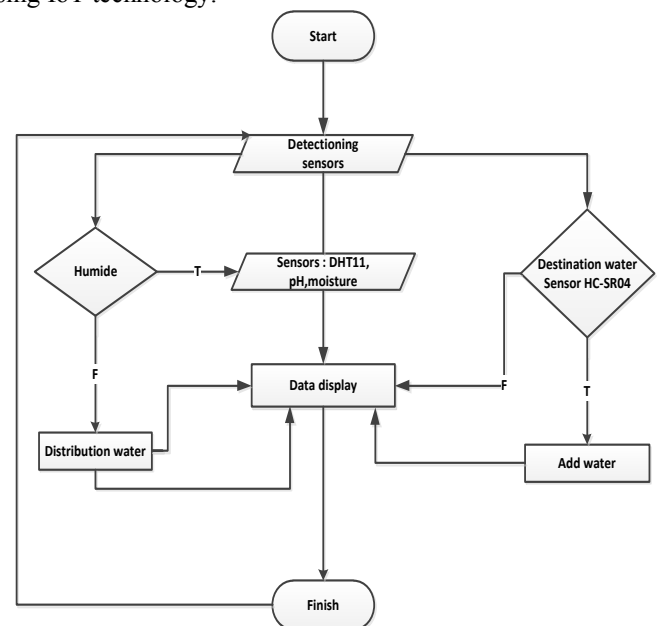 sing IoT technology.
Start
Detectioning
sensors
Humide
T
Sensors : DHT11,
pH,moisture
Destination water
Sensor HC-SR04
F
Data display
F
T
Distribution water
Add water
Finish